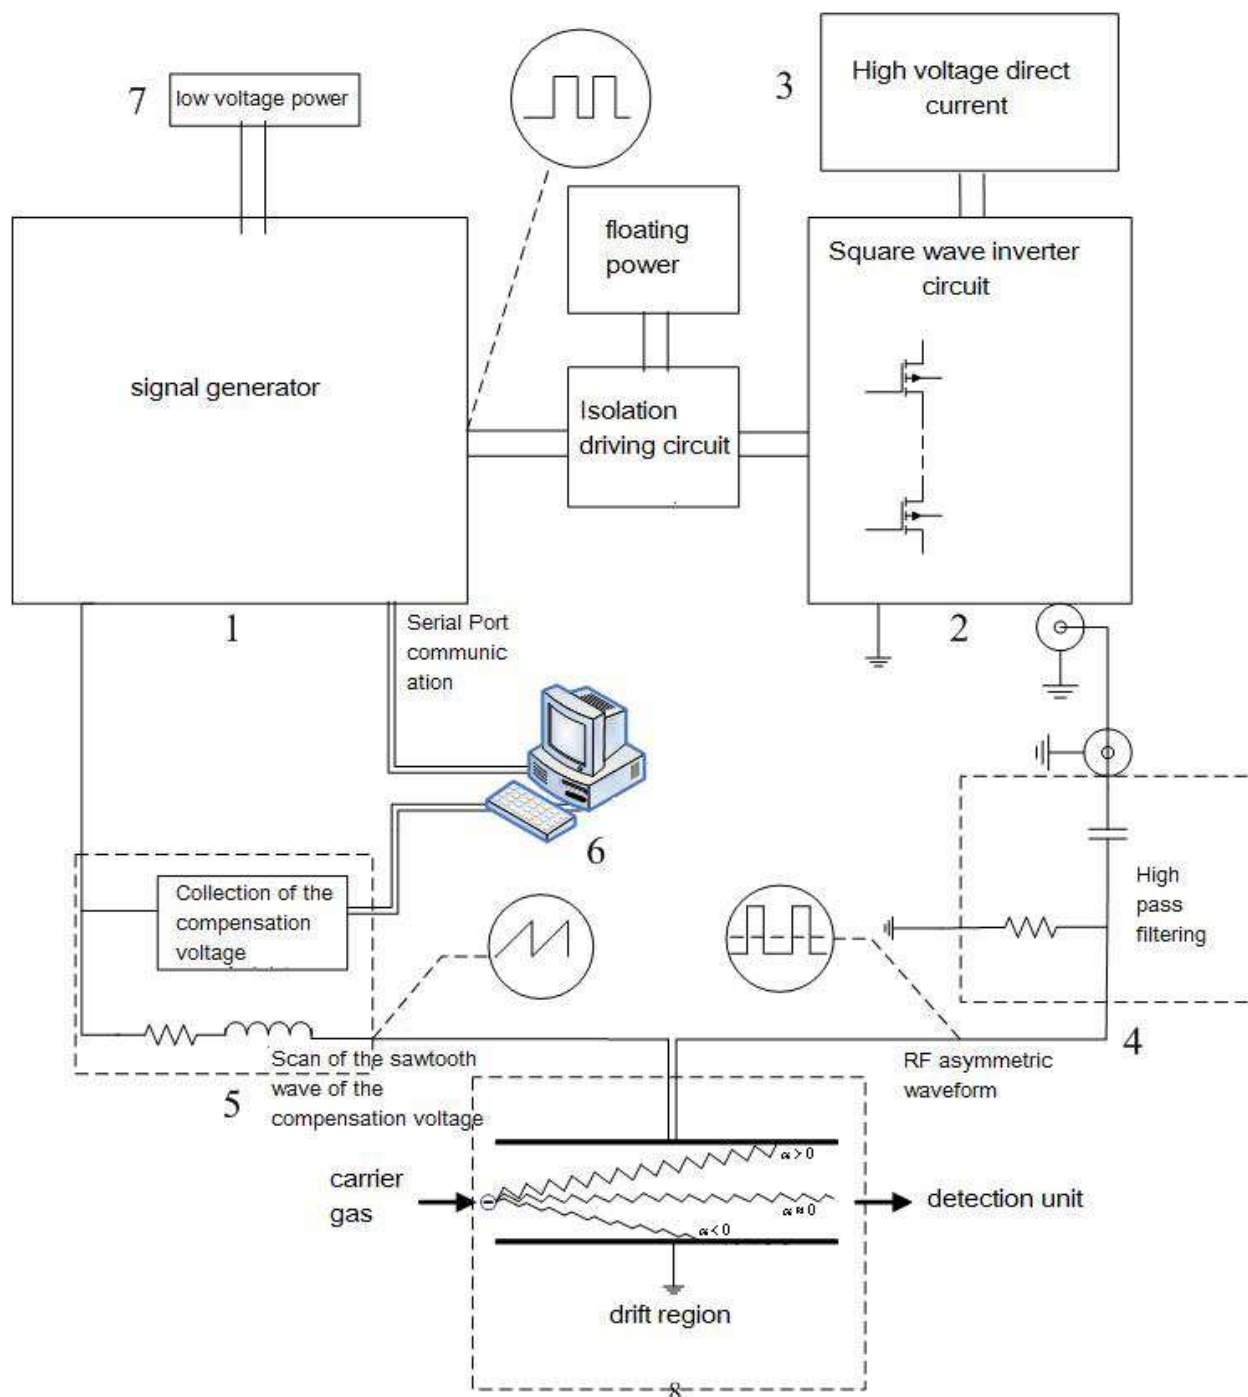 7
low voltage power
3
High voltage direct
current
floating
power
Square wave inverter
circuit
signal generator
Isolation
driving circuit
1
2
Serial Port
communic
ation
6
Collection of the
compensation
voltage
High
pass
filtering
4
5
Scan of the sawtooth
wave of the
compensation voltage
RF asymmetric
waveform
α > 0
carrier
gas
α ≈ 0
detection unit
α < 0
drift region
8